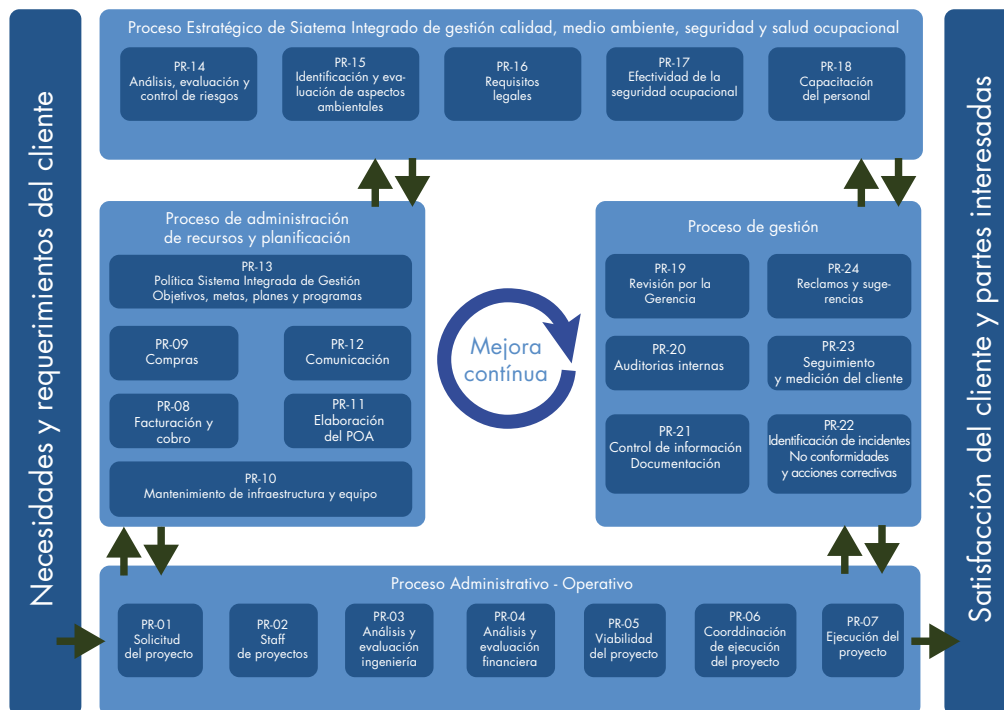 Necesidades y requerimientos del cliente
Proceso Estratégico de Siatema Integrado de gestión calidad, medio ambiente, seguridad y salud ocupacional
PR-14
Análisis, evaluación y
control de riesgos
PR-15
Identificación y eva-
luación de aspectos
ambientales
PR-16
Requisitos
legales
PR-17
Efectividad de la
seguridad ocupacional
PR-18
Capacitación
del personal
Proceso de administración
de recursos y planificación
PR-13
Política Sistema Integrada de Gestión
Objetivos, metas, planes y programas
PR-09
Compras
PR-12
Comunicación
PR-08
Facturación y
cobro
PR-11
Elaboración
del POA
PR-10
Mantenimiento de infraestructura y equipo
Mejora
contínua
Proceso de gestión
PR-19
Revisión por la
Gerencia
PR-24
Reclamos y suge-
rencias
PR-20
Auditorias internas
PR-23
Seguimiento
y medición del cliente
PR-21
Control de información
Documentación
PR-22
Identificación de incidentes
No conformidades
y acciones correctivas
Proceso Administrativo - Operativo
PR-01
Solicitud
del proyecto
PR-02
Staff
de proyectos
PR-03
Análisis y
evaluación
ingeniería
PR-04
Análisis y
evaluación
financiera
PR-05
Viabilidad
del proyecto
PR-06
Coorddinación
de ejecución
del proyecto
PR-07
Ejecución del
proyecto
Satisfacción del cliente y partes interesadas